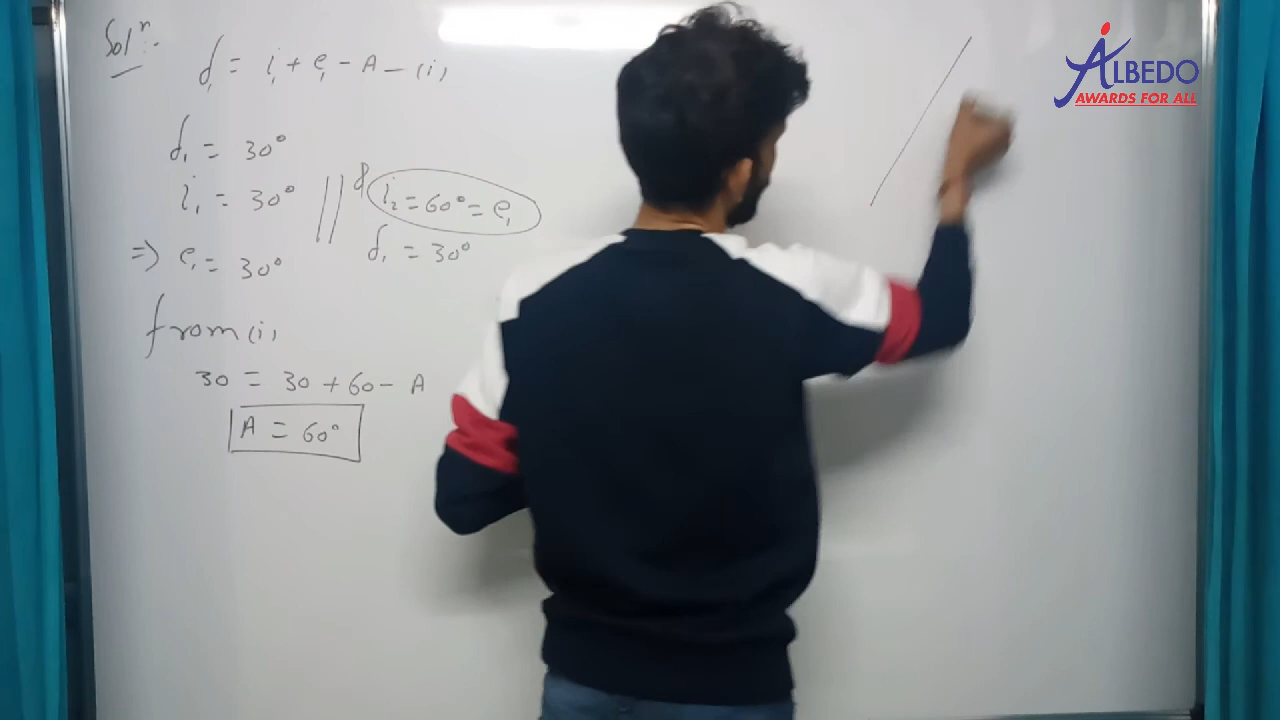 Solⁿ:-
d₁ = i₁ + e₁ - A - (i)
d₁ = 30°
i₁ = 30°
⇒ e₁ = 30°
i₂ = 60° = e₁
d₁ = 30°
from (i)
30 = 30 + 60 - A
A = 60°
ALBEDO
AWARDS FOR ALL